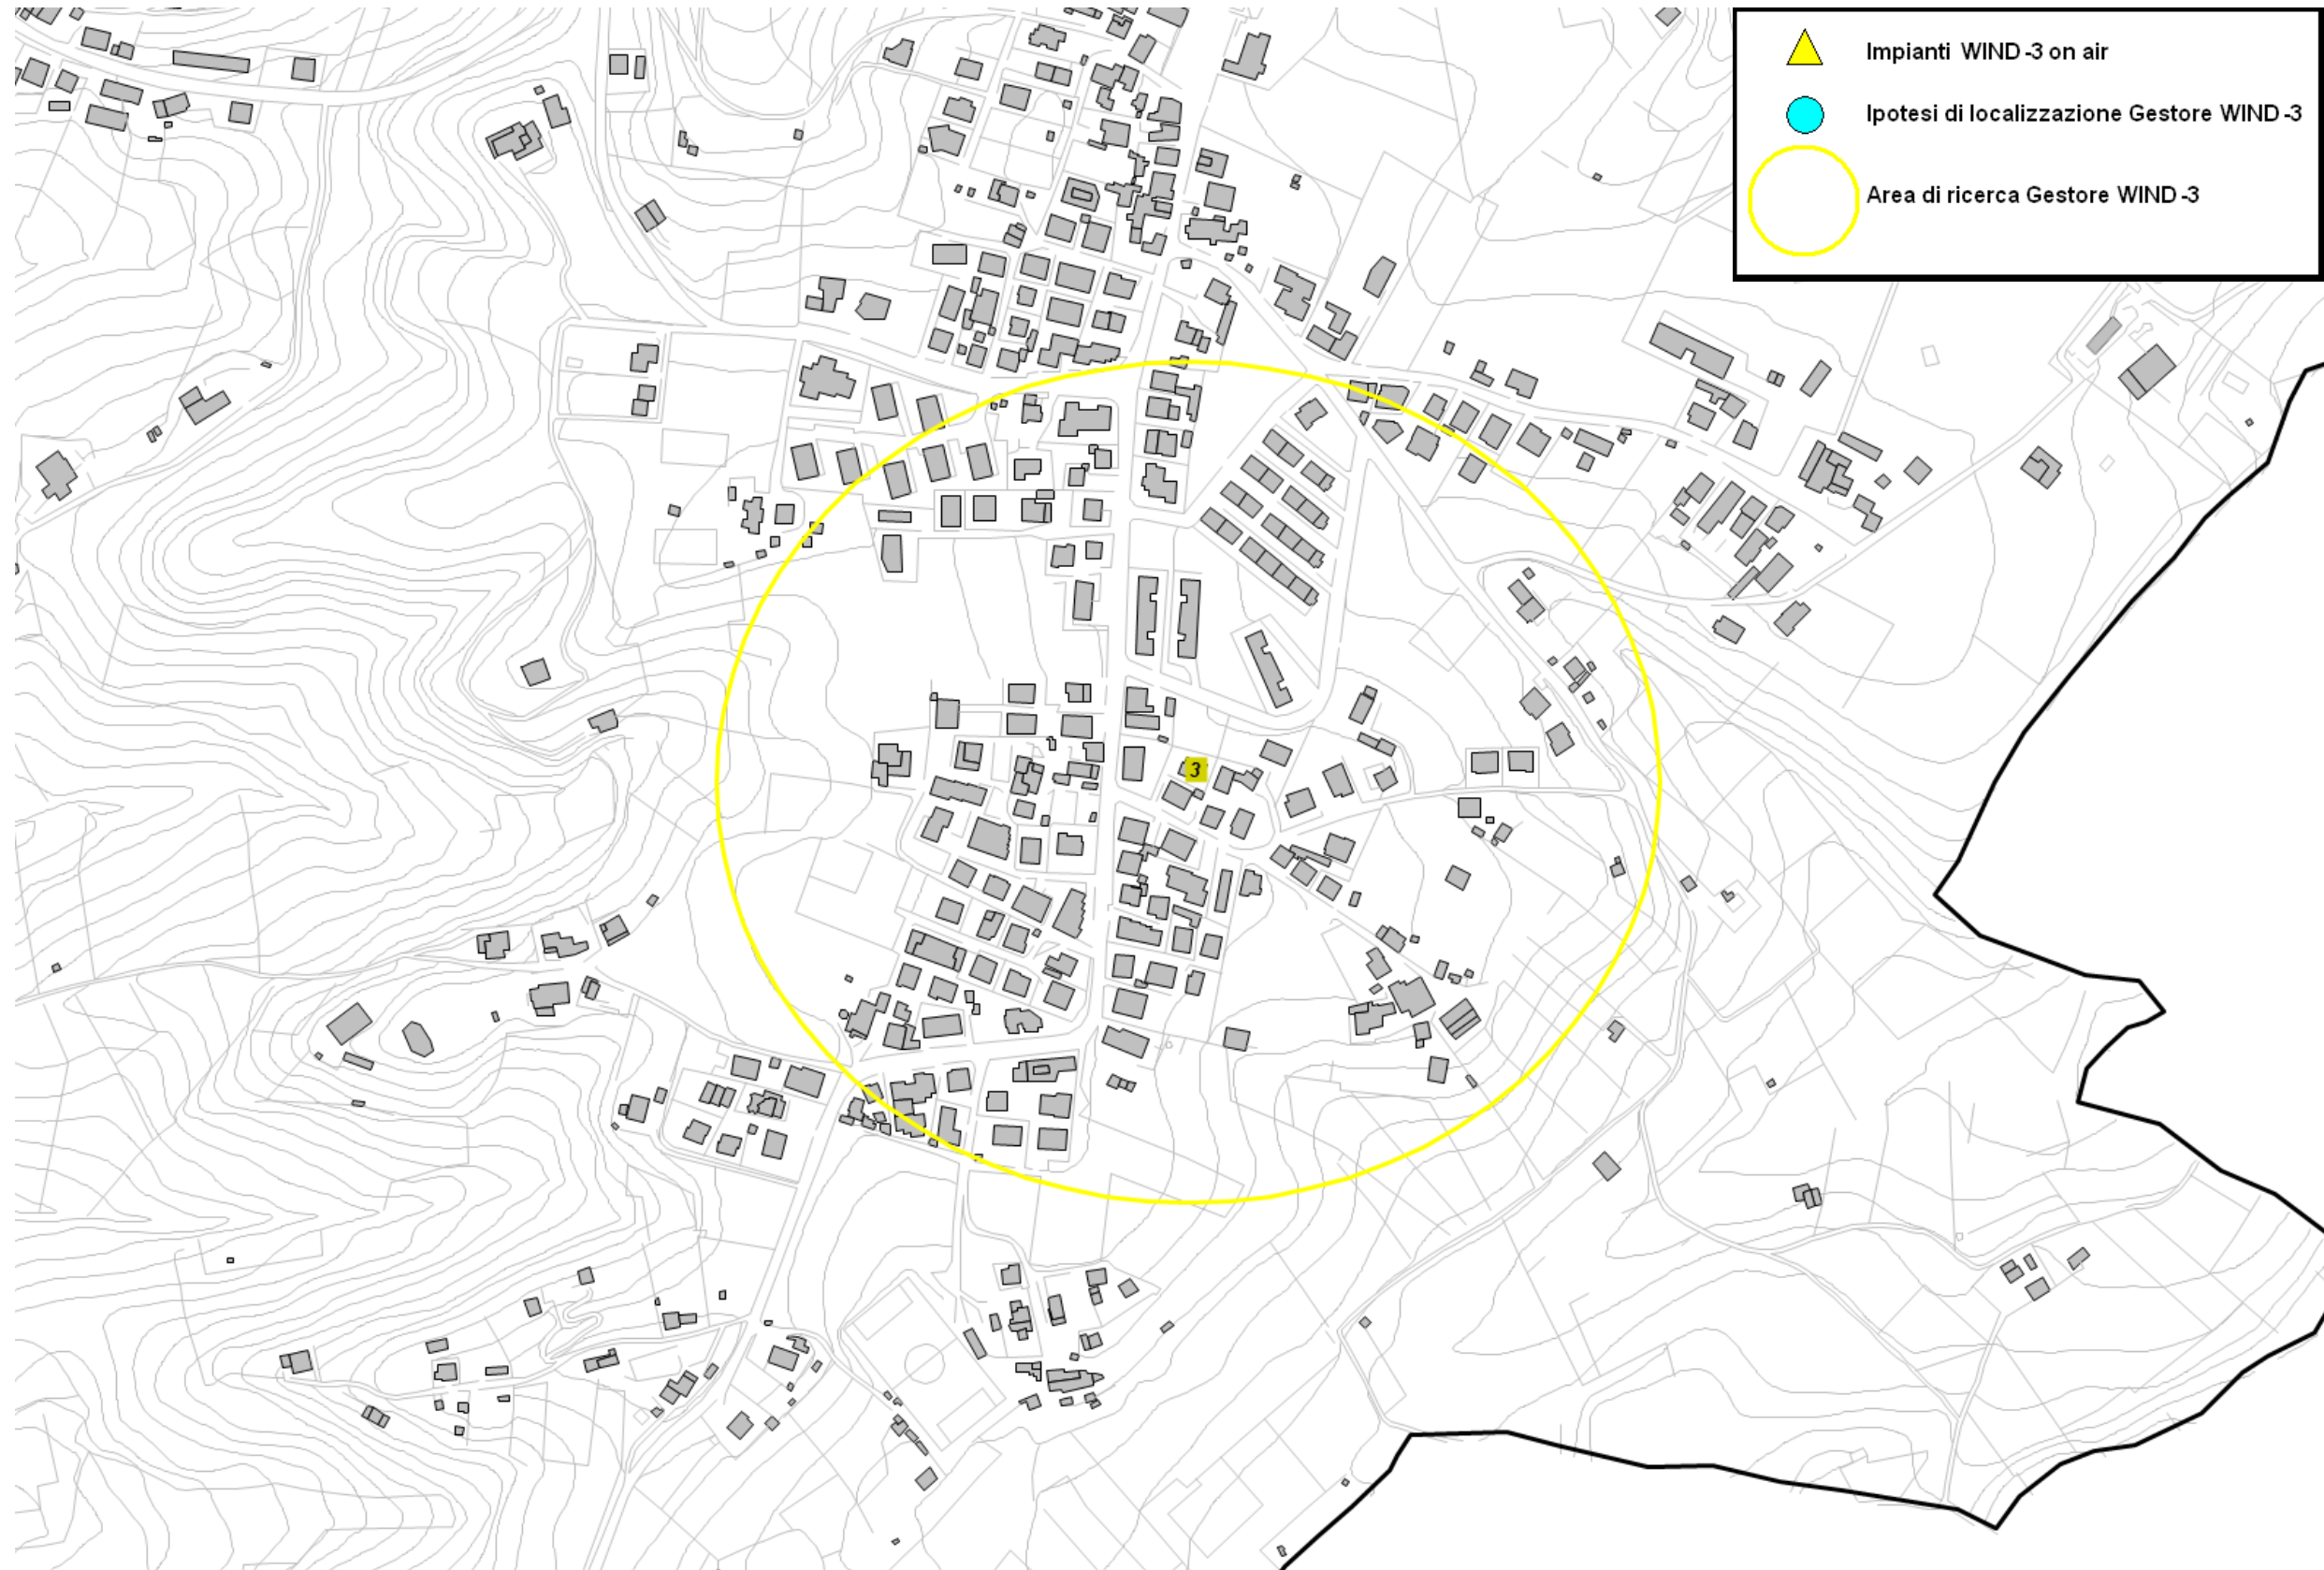 Impianti WIND-3 on air
Ipotesi di localizzazione Gestore WIND-3
Area di ricerca Gestore WIND-3
3